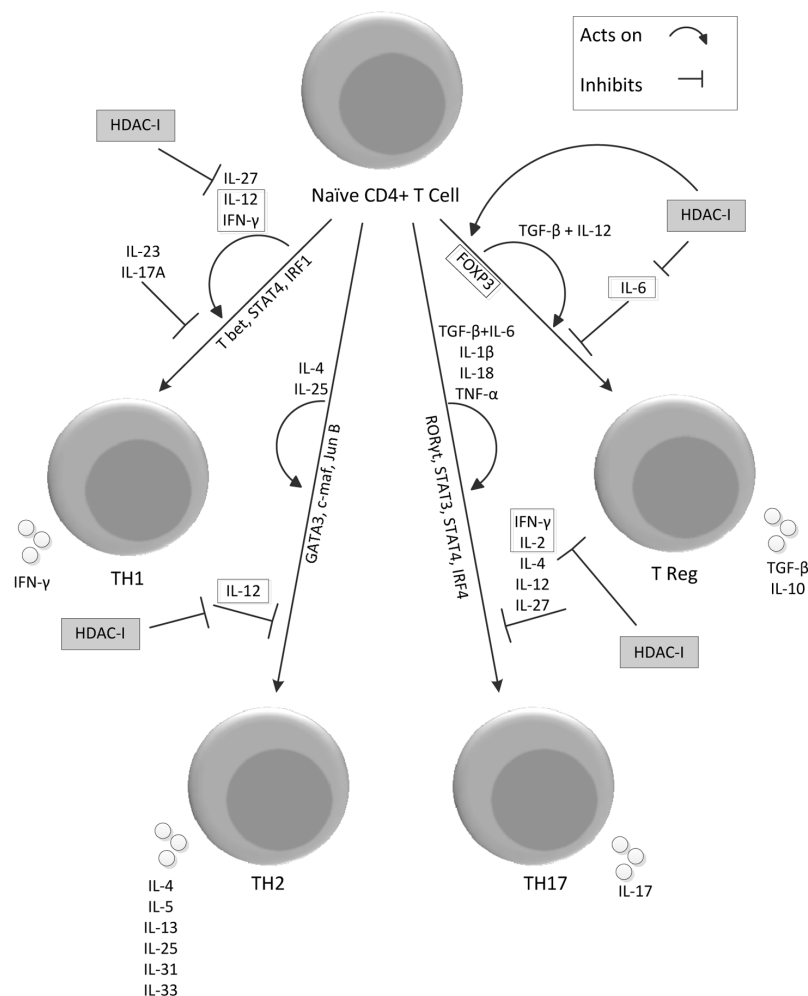 Acts on
Inhibits
HDAC-I
IL-27
IL-12
IFN-γ
Naïve CD4+ T Cell
HDAC-I
TGF-β + IL-12
FOXP3
IL-23
IL-17A
T bet, STAT4, IRF1
IL-6
TGF-β+IL-6
IL-1β
IL-18
TNF-α
IL-4
IL-25
GATA3, c-maf, Jun B
RORγt, STAT3, STAT4, IRF4
IFN-γ
IL-2
IL-4
IL-12
IL-27
IFN-γ
TH1
T Reg
TGF-β
IL-10
IL-12
HDAC-I
HDAC-I
TH2
TH17
IL-4
IL-5
IL-13
IL-25
IL-31
IL-33
IL-17